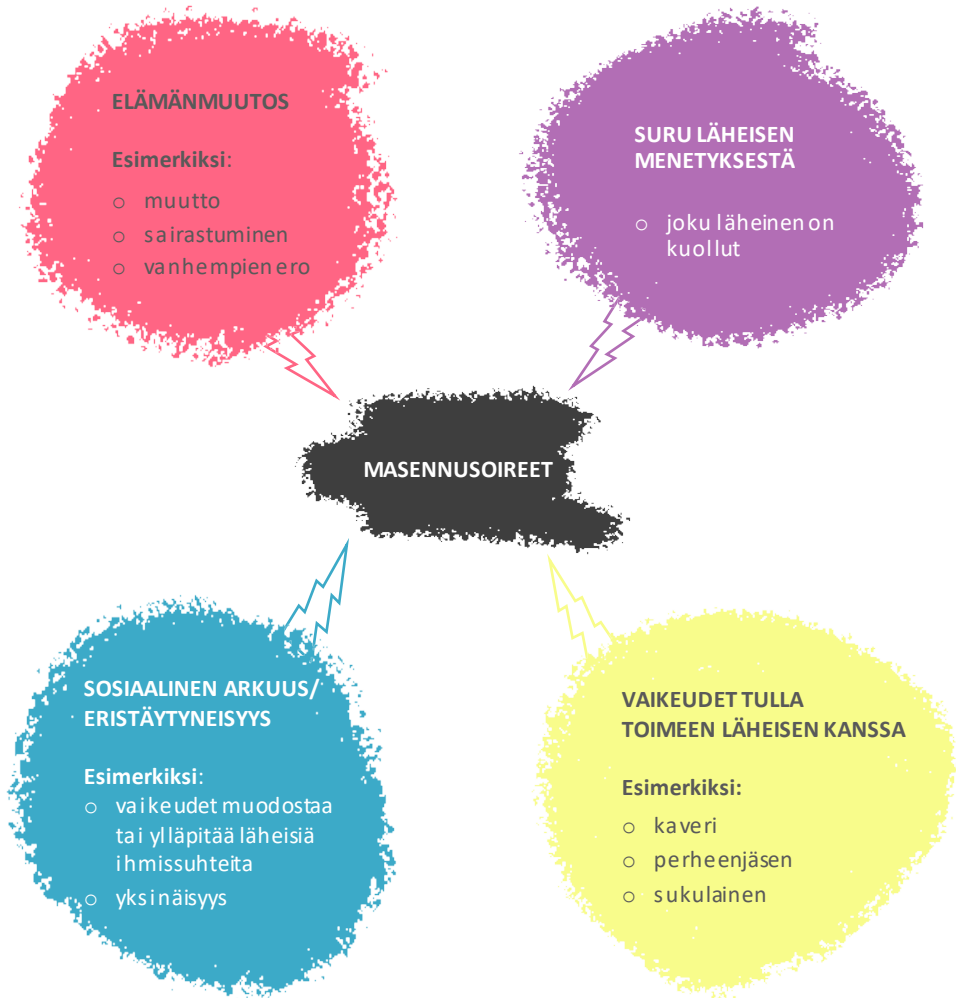 ELÄMÄNMUUTOS
Esimerkiksi:
o muutto
o sairastuminen
o vanhempien ero
SURU LÄHEISEN
MENETYKSESTÄ
o joku läheinen on
kuollut
MASENNUSOIREET
SOSIAALINEN ARKUUS/
ERISTÄYTYNEISYYS
Esimerkiksi:
o vaikeudet muodostaa
tai ylläpitää läheisiä
ihmissuhteita
o yksinäisyys
VAIKEUDET TULLA
TOIMEEN LÄHEISEN KANSSA
Esimerkiksi:
o kaveri
o perheenjäsen
o sukulainen